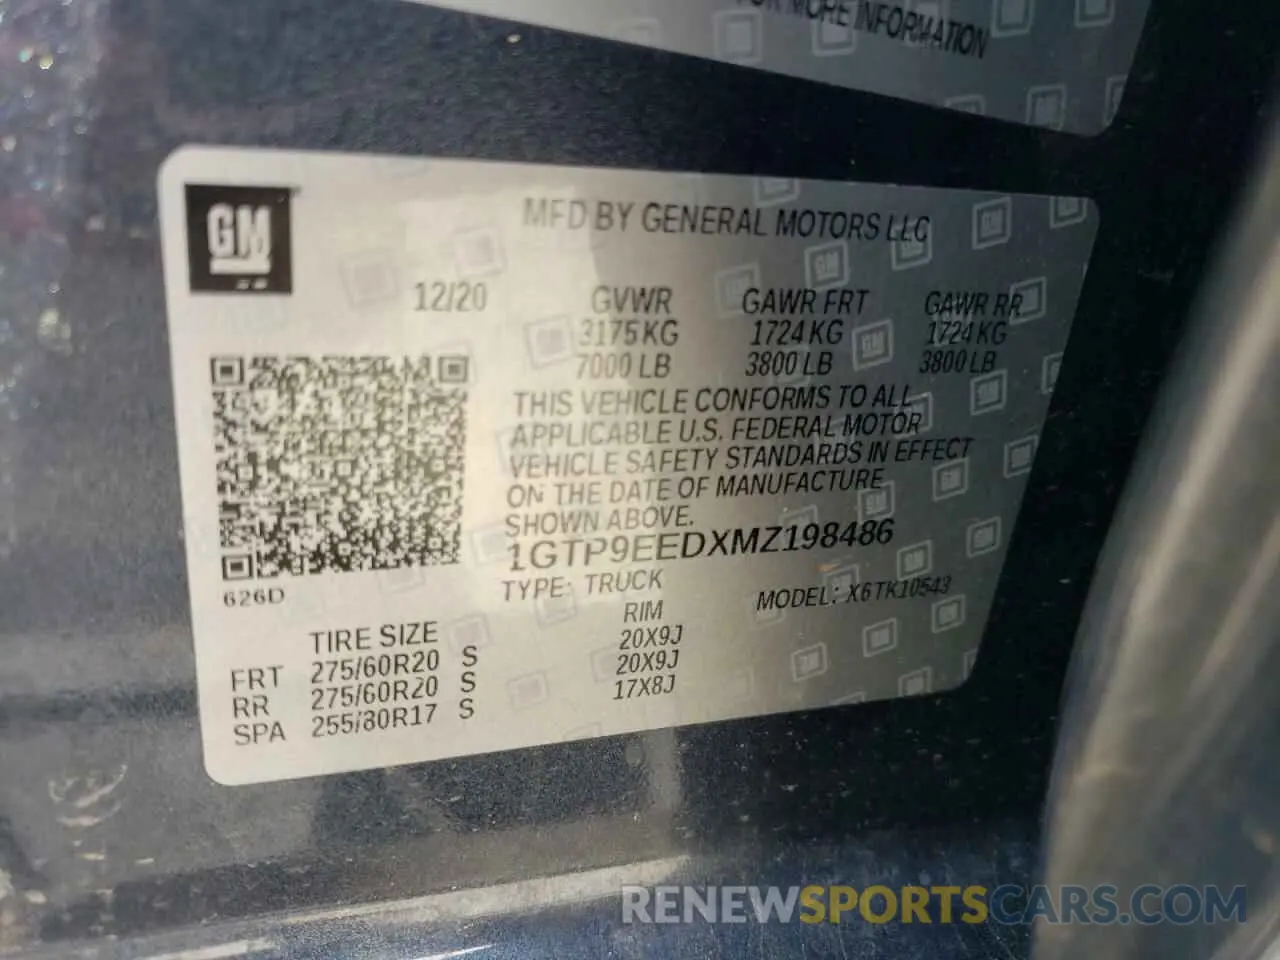 FOR MORE INFORMATION
GM
MFD BY GENERAL MOTORS LLC
12/20 GVWR GAWR FRT GAWR RR
3175 KG 1724 KG 1724 KG
7000 LB 3800 LB 3800 LB
THIS VEHICLE CONFORMS TO ALL
APPLICABLE U.S. FEDERAL MOTOR
VEHICLE SAFETY STANDARDS IN EFFECT
ON THE DATE OF MANUFACTURE
SHOWN ABOVE.
1GTP9EEDXMZ198486
626D
TYPE: TRUCK MODEL: X6TK10543
TIRE SIZE RIM
FRT 275/60R20 S 20X9J
RR 275/60R20 S 20X9J
SPA 255/80R17 S 17X8J
RENEWSPORTSCARS.COM